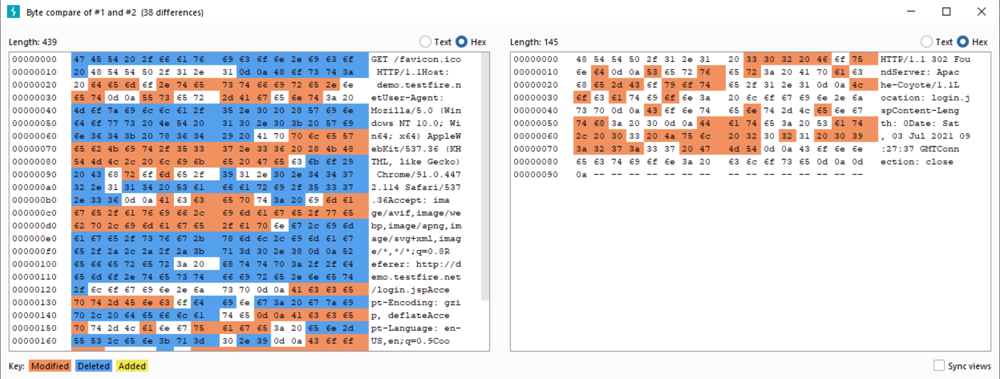 Byte compare of #1 and #2 (38 differences)
Length: 439 Text Hex
00000000 47 45 54 20 2f 66 61 76 69 63 6f 6e 2e 69 63 6f GET /favicon.ico
00000010 20 48 54 54 50 2f 31 2e 31 0d 0a 48 6f 73 74 3a HTTP/1.1Host:
00000020 20 64 65 6d 6f 2e 74 65 73 74 66 69 72 65 2e 6e demo.testfire.n
00000030 65 74 0d 0a 55 73 65 72 2d 41 67 65 6e 74 3a 20 etUser-Agent:
00000040 4d 6f 7a 69 6c 6c 61 2f 35 2e 30 20 28 57 69 6e Mozilla/5.0 (Win
00000050 64 6f 77 73 20 4e 54 20 31 30 2e 30 3b 20 57 69 dows NT 10.0; Wi
00000060 6e 36 34 3b 20 78 36 34 29 20 41 70 70 6c 65 57 n64; x64) AppleW
00000070 65 62 4b 69 74 2f 35 33 37 2e 33 36 20 28 4b 48 ebKit/537.36 (KH
00000080 54 4d 4c 2c 20 6c 69 6b 65 20 47 65 63 6b 6f 29 TML, like Gecko)
00000090 20 43 68 72 6f 6d 65 2f 39 31 2e 30 2e 34 34 37 Chrome/91.0.447
000000a0 32 2e 31 31 34 20 53 61 66 61 72 69 2f 35 33 37 2.114 Safari/537
000000b0 2e 33 36 0d 0a 41 63 63 65 70 74 3a 20 69 6d 61 .36Accept: ima
000000c0 67 65 2f 61 76 69 66 2c 69 6d 61 67 65 2f 77 65 ge/avif,image/we
000000d0 62 70 2c 69 6d 61 67 65 2f 61 70 6e 67 2c 69 6d bp,image/apng,im
000000e0 61 67 65 2f 73 76 67 2b 78 6d 6c 2c 69 6d 61 67 age/svg+xml,imag
000000f0 65 2f 2a 2c 2a 2f 2a 3b 71 3d 30 2e 38 0d 0a 52 e/*,*/*;q=0.8R
00000100 65 66 65 72 65 72 3a 20 68 74 74 70 3a 2f 2f 64 eferer: http://d
00000110 65 6d 6f 2e 74 65 73 74 66 69 72 65 2e 6e 65 74 emo.testfire.net
00000120 2f 6c 6f 67 69 6e 2e 6a 73 70 0d 0a 41 63 63 65 /login.jspAcce
00000130 70 74 2d 45 6e 63 6f 64 69 6e 67 3a 20 67 7a 69 pt-Encoding: gzi
00000140 70 2c 20 64 65 66 6c 61 74 65 0d 0a 41 63 63 65 p, deflateAcce
00000150 70 74 2d 4c 61 6e 67 75 61 67 65 3a 20 65 6e 2d pt-Language: en-
00000160 55 53 2c 65 6e 3b 71 3d 30 2e 39 0d 0a 43 6f 6f US,en;q=0.9Coo
Length: 145 Text Hex
00000000 48 54 54 50 2f 31 2e 31 20 33 30 32 20 46 6f 75 HTTP/1.1 302 Fou
00000010 6e 64 0d 0a 53 65 72 76 65 72 3a 20 41 70 61 63 ndServer: Apac
00000020 68 65 2d 43 6f 79 6f 74 65 2f 31 2e 31 0d 0a 4c he-Coyote/1.1L
00000030 6f 63 61 74 69 6f 6e 3a 20 6c 6f 67 69 6e 2e 6a ocation: login.j
00000040 73 70 0d 0a 43 6f 6e 74 65 6e 74 2d 4c 65 6e 67 spContent-Leng
00000050 74 68 3a 20 30 0d 0a 44 61 74 65 3a 20 53 61 74 th: 0Date: Sat
00000060 2c 20 30 33 20 4a 75 6c 20 32 30 32 31 20 30 39 , 03 Jul 2021 09
00000070 3a 32 37 3a 33 37 20 47 4d 54 0d 0a 43 6f 6e 6e :27:37 GMTConn
00000080 65 63 74 69 6f 6e 3a 20 63 6c 6f 73 65 0d 0a 0d ection: close
00000090 0a -- -- -- -- -- -- -- -- -- -- -- -- -- -- --
Key: Modified Deleted Added
Sync views